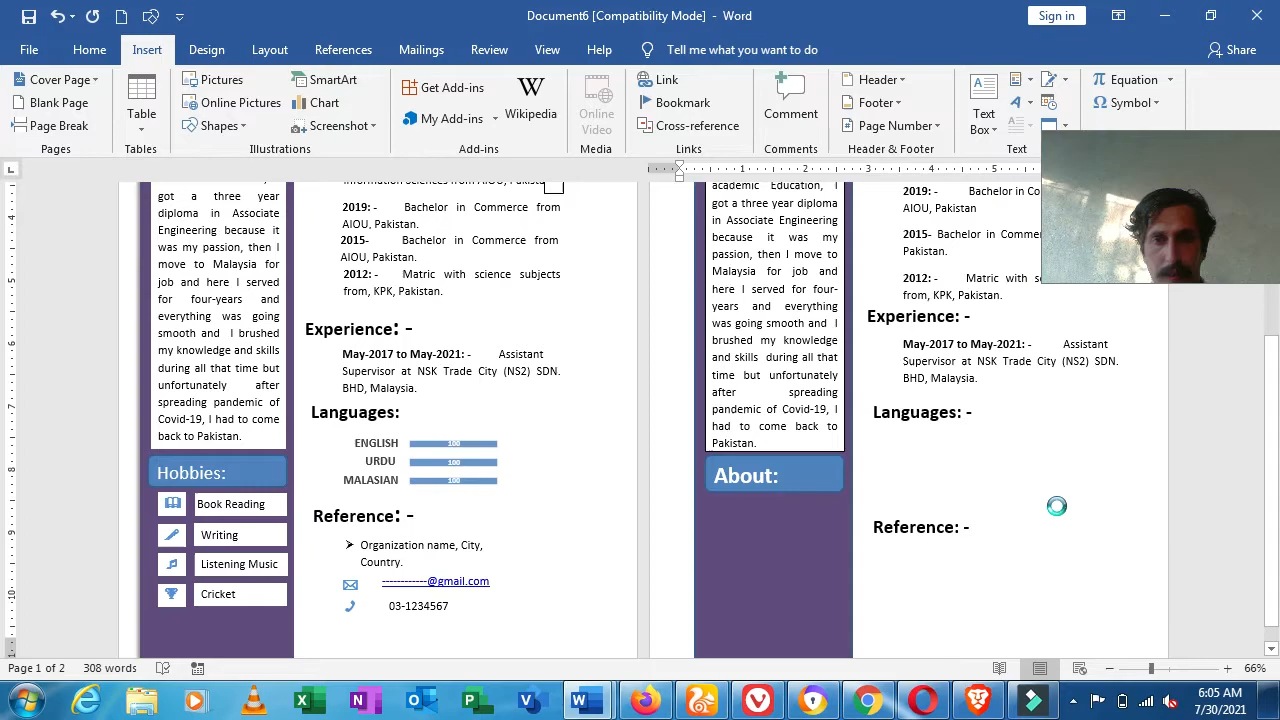 Document6 [Compatibility Mode] - Word
Sign in
File Home Insert Design Layout References Mailings Review View Help Tell me what you want to do Share
Cover Page
Blank Page
Page Break
Pages
Table
Tables
Pictures
Online Pictures
Shapes
SmartArt
Chart
Screenshot
Illustrations
Get Add-ins
My Add-ins
Wikipedia
Add-ins
Online
Video
Media
Link
Bookmark
Cross-reference
Links
Comment
Comments
Header
Footer
Page Number
Header & Footer
Text
Box
Text
Equation
Symbol
got a three year
diploma in Associate
Engineering because it
was my passion, then I
move to Malaysia for
job and here I served
for four-years and
everything was going
smooth and I brushed
my knowledge and skills
during all that time but
unfortunately after
spreading pandemic of
Covid-19, I had to come
back to Pakistan.
Hobbies:
Book Reading
Writing
Listening Music
Cricket
2019: - Bachelor in Commerce from
AIOU, Pakistan.
2015- Bachelor in Commerce from
AIOU, Pakistan.
2012: - Matric with science subjects
from, KPK, Pakistan.
Experience: -
May-2017 to May-2021: - Assistant
Supervisor at NSK Trade City (NS2) SDN.
BHD, Malaysia.
Languages:
ENGLISH 100
URDU 100
MALASIAN 100
Reference: -
Organization name, City,
Country.
------------@gmail.com
03-1234567
academic Education, I
got a three year diploma
in Associate Engineering
because it was my
passion, then I move to
Malaysia for job and
here I served for four-
years and everything
was going smooth and I
brushed my knowledge
and skills during all that
time but unfortunately
after spreading
pandemic of Covid-19, I
had to come back to
Pakistan.
About:
2019: - Bachelor in Co
AIOU, Pakistan
2015- Bachelor in Comme
Pakistan.
2012: - Matric with sc
from, KPK, Pakistan.
Experience: -
May-2017 to May-2021: - Assistant
Supervisor at NSK Trade City (NS2) SDN.
BHD, Malaysia.
Languages: -
Reference: -
Page 1 of 2 308 words
66%
6:05 AM
7/30/2021